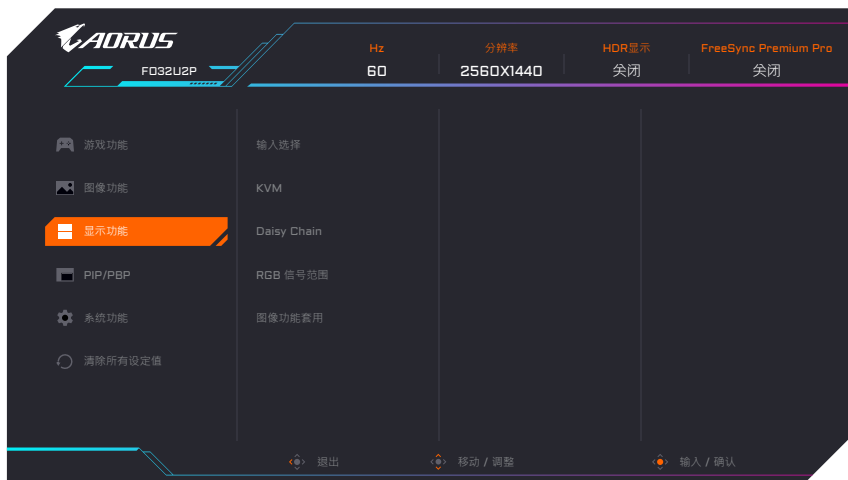 AORUS
FO32U2P
Hz 分辨率 HDR显示 FreeSync Premium Pro
60 2560X1440 关闭 关闭
游戏功能 输入选择
图像功能 KVM
显示功能 Daisy Chain
PIP/PBP RGB 信号范围
系统功能 图像功能套用
清除所有设定值
退出 移动 / 调整 输入 / 确认